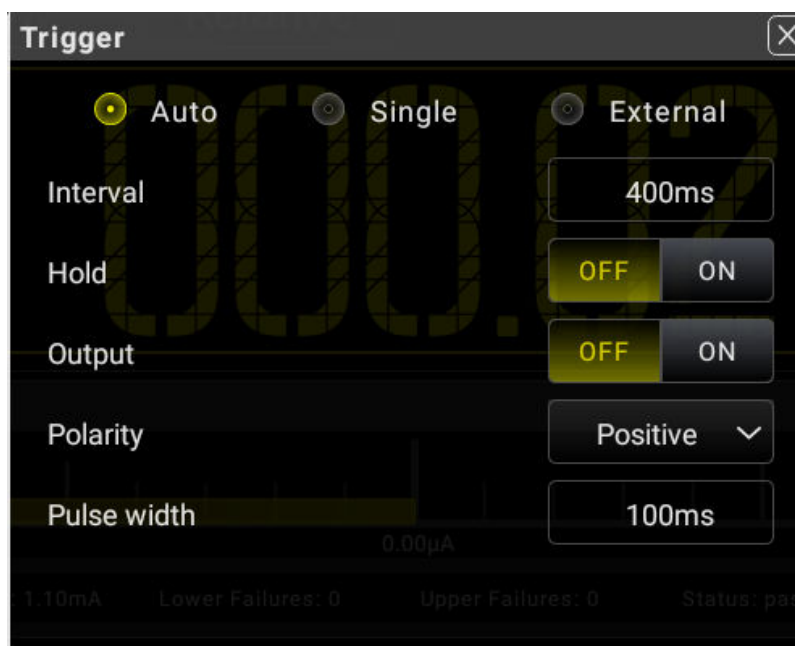 Trigger
Auto Single External
Interval 400ms
Hold OFF ON
Output OFF ON
Polarity Positive
Pulse width 100ms
0.00µA
1.10mA Lower Failures: 0 Upper Failures: 0 Status: